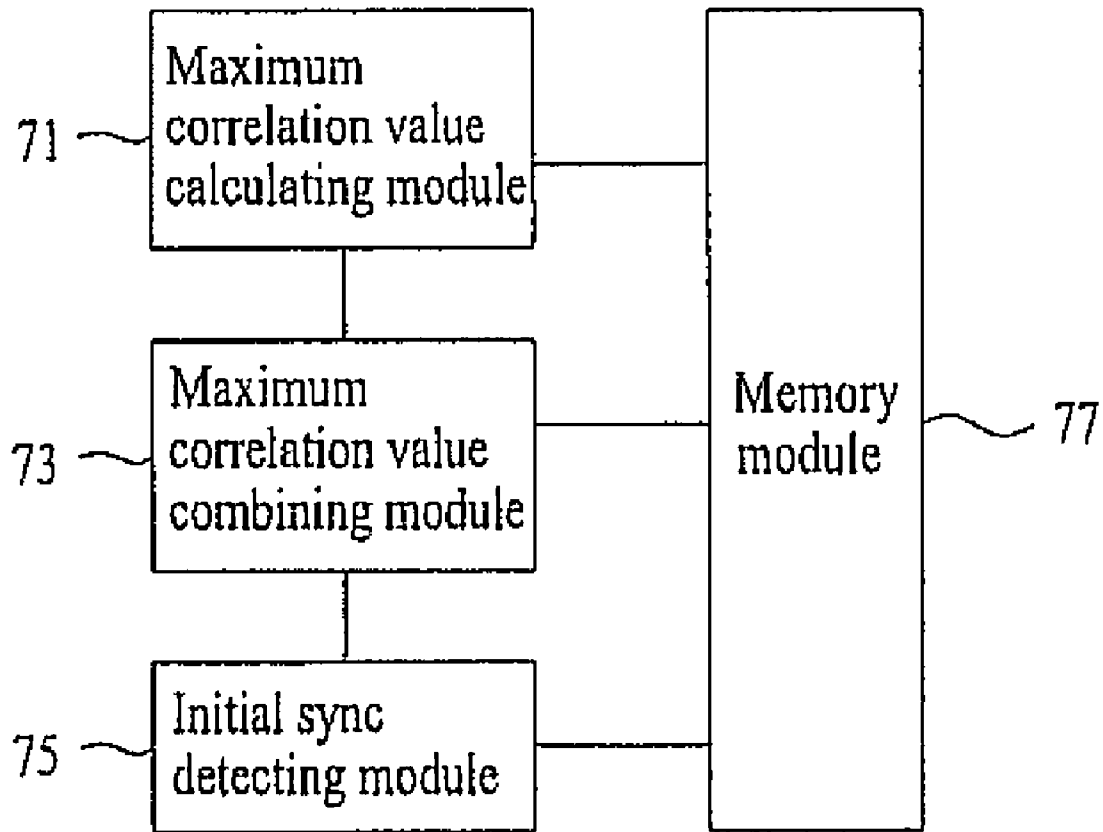 Maximum
correlation value
calculating module
71
Maximum
correlation value
combining module
73
Initial sync
detecting module
75
Memory
module
77